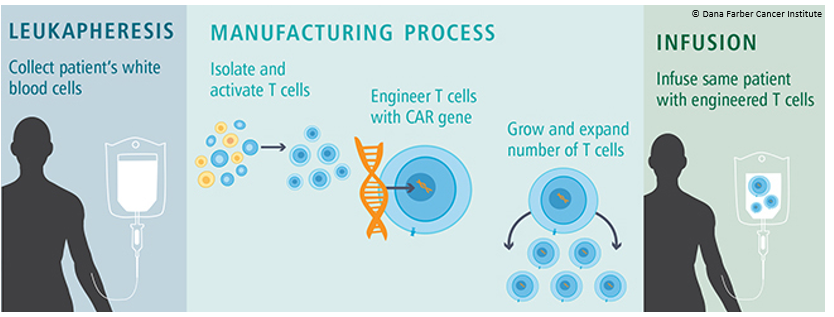 © Dana Farber Cancer Institute
LEUKAPHERESIS
Collect patient's white
blood cells
MANUFACTURING PROCESS
Isolate and
activate T cells
Engineer T cells
with CAR gene
Grow and expand
number of T cells
INFUSION
Infuse same patient
with engineered T cells